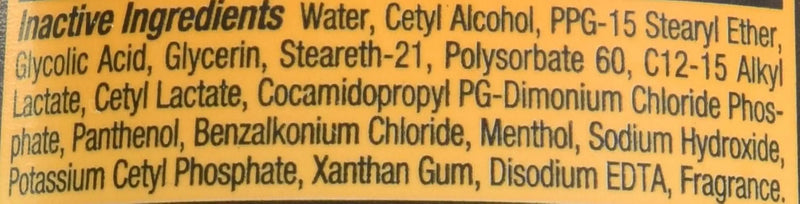 Inactive Ingredients Water, Cetyl Alcohol, PPG-15 Stearyl Ether,
Glycolic Acid, Glycerin, Steareth-21, Polysorbate 60, C12-15 Alkyl
Lactate, Cetyl Lactate, Cocamidopropyl PG-Dimonium Chloride Phos-
phate, Panthenol, Benzalkonium Chloride, Menthol, Sodium Hydroxide,
Potassium Cetyl Phosphate, Xanthan Gum, Disodium EDTA, Fragrance.